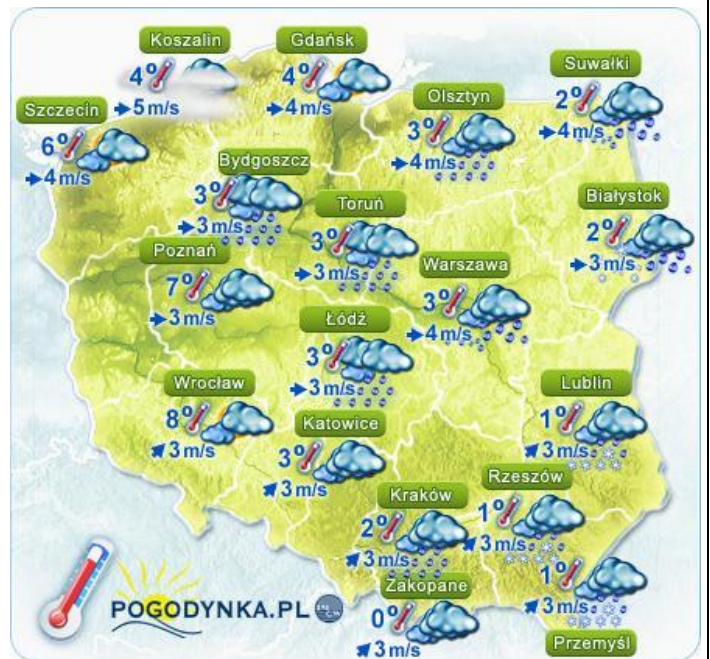 Koszalin
4°
5 m/s
Gdańsk
4°
4 m/s
Suwałki
2°
4 m/s
Szczecin
6°
4 m/s
Olsztyn
3°
4 m/s
Bydgoszcz
3°
3 m/s
Toruń
3°
3 m/s
Białystok
2°
3 m/s
Poznań
7°
3 m/s
Warszawa
3°
4 m/s
Łódź
3°
3 m/s
Wrocław
8°
3 m/s
Katowice
3°
3 m/s
Lublin
1°
3 m/s
Kraków
2°
3 m/s
Rzeszów
1°
3 m/s
Zakopane
0°
3 m/s
1°
3 m/s
Przemyśl
POGODYNKA.PL